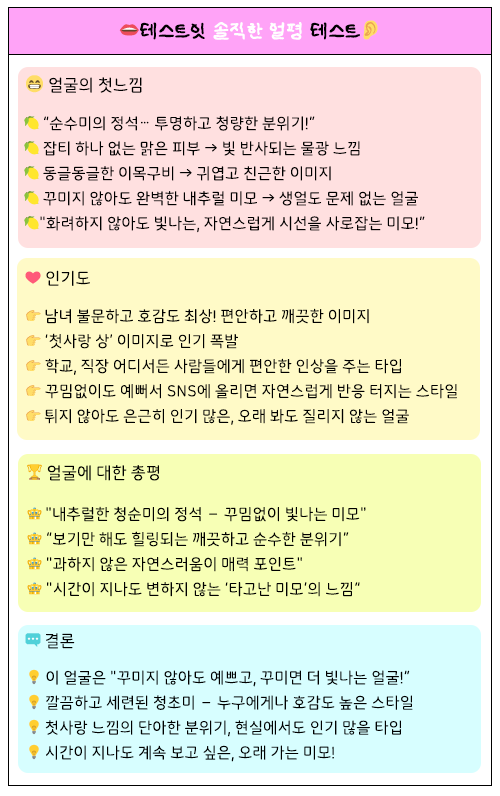 테스트잇 솔직한 얼평 테스트
얼굴의 첫느낌
“순수미의 정석… 투명하고 청량한 분위기!”
잡티 하나 없는 맑은 피부 → 빛 반사되는 물광 느낌
동글동글한 이목구비 → 귀엽고 친근한 이미지
꾸미지 않아도 완벽한 내추럴 미모 → 생얼도 문제 없는 얼굴
"화려하지 않아도 빛나는, 자연스럽게 시선을 사로잡는 미모!”
인기도
남녀 불문하고 호감도 최상! 편안하고 깨끗한 이미지
‘첫사랑 상’ 이미지로 인기 폭발
학교, 직장 어디서든 사람들에게 편안한 인상을 주는 타입
꾸밈없이도 예뻐서 SNS에 올리면 자연스럽게 반응 터지는 스타일
튀지 않아도 은근히 인기 많은, 오래 봐도 질리지 않는 얼굴
얼굴에 대한 총평
"내추럴한 청순미의 정석 – 꾸밈없이 빛나는 미모"
“보기만 해도 힐링되는 깨끗하고 순수한 분위기”
"과하지 않은 자연스러움이 매력 포인트"
"시간이 지나도 변하지 않는 ‘타고난 미모’의 느낌“
결론
이 얼굴은 "꾸미지 않아도 예쁘고, 꾸미면 더 빛나는 얼굴!”
깔끔하고 세련된 청초미 – 누구에게나 호감도 높은 스타일
첫사랑 느낌의 단아한 분위기, 현실에서도 인기 많을 타입
시간이 지나도 계속 보고 싶은, 오래 가는 미모!